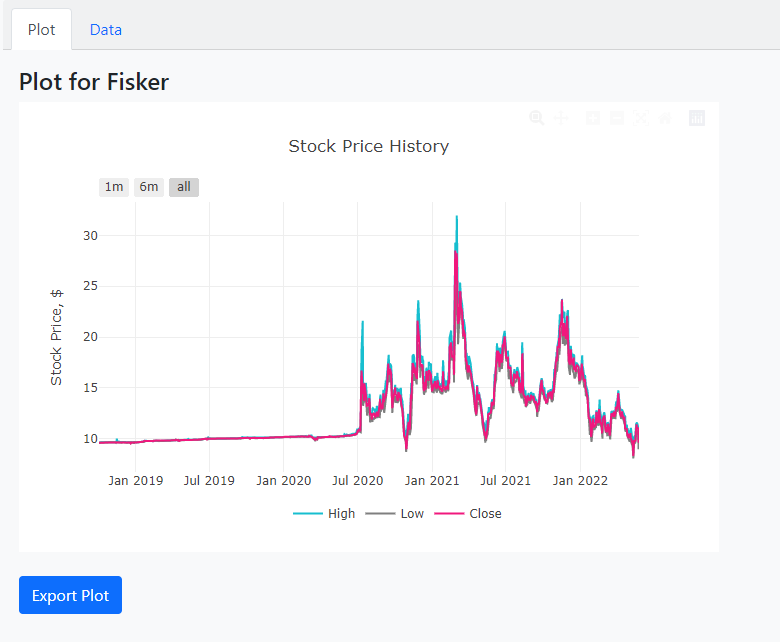 Plot Data
Plot for Fisker
Stock Price History
1m 6m all
Stock Price, $
30
25
20
15
10
Jan 2019 Jul 2019 Jan 2020 Jul 2020 Jan 2021 Jul 2021 Jan 2022
High Low Close
Export Plot